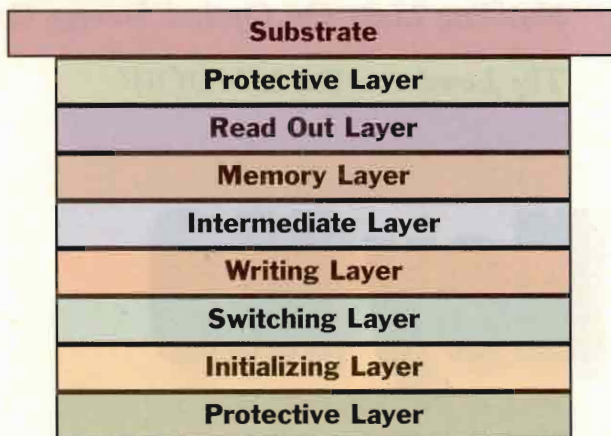 Substrate
Protective Layer
Read Out Layer
Memory Layer
Intermediate Layer
Writing Layer
Switching Layer
Initializing Layer
Protective Layer